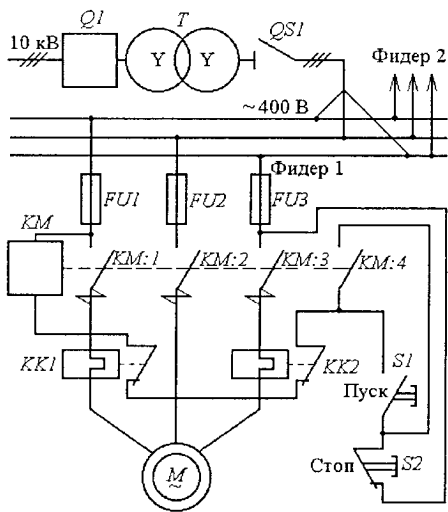 Q1 T QS1
10 кВ Y Y Фидер 2
~400 В
Фидер 1
FU1 FU2 FU3
KM
KM:1 KM:2 KM:3 KM:4
KK1 KK2 S1
Пуск
Стоп S2
M
~